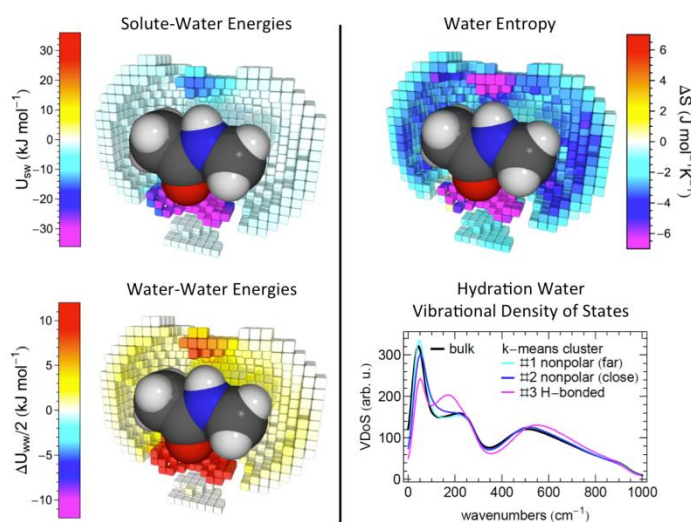 Solute-Water Energies
30
20
10
0
−10
−20
−30
U_sw (kJ mol⁻¹)
Water Entropy
6
4
2
0
−2
−4
−6
ΔS (J mol⁻¹K⁻¹)
Water-Water Energies
10
5
0
−5
−10
ΔU_ww/2 (kJ mol⁻¹)
Hydration Water
Vibrational Density of States
bulk
k−means cluster
#1 nonpolar (far)
#2 nonpolar (close)
#3 H-bonded
VDoS (arb. u.)
300
200
100
0
0 200 400 600 800 1000
wavenumbers (cm⁻¹)